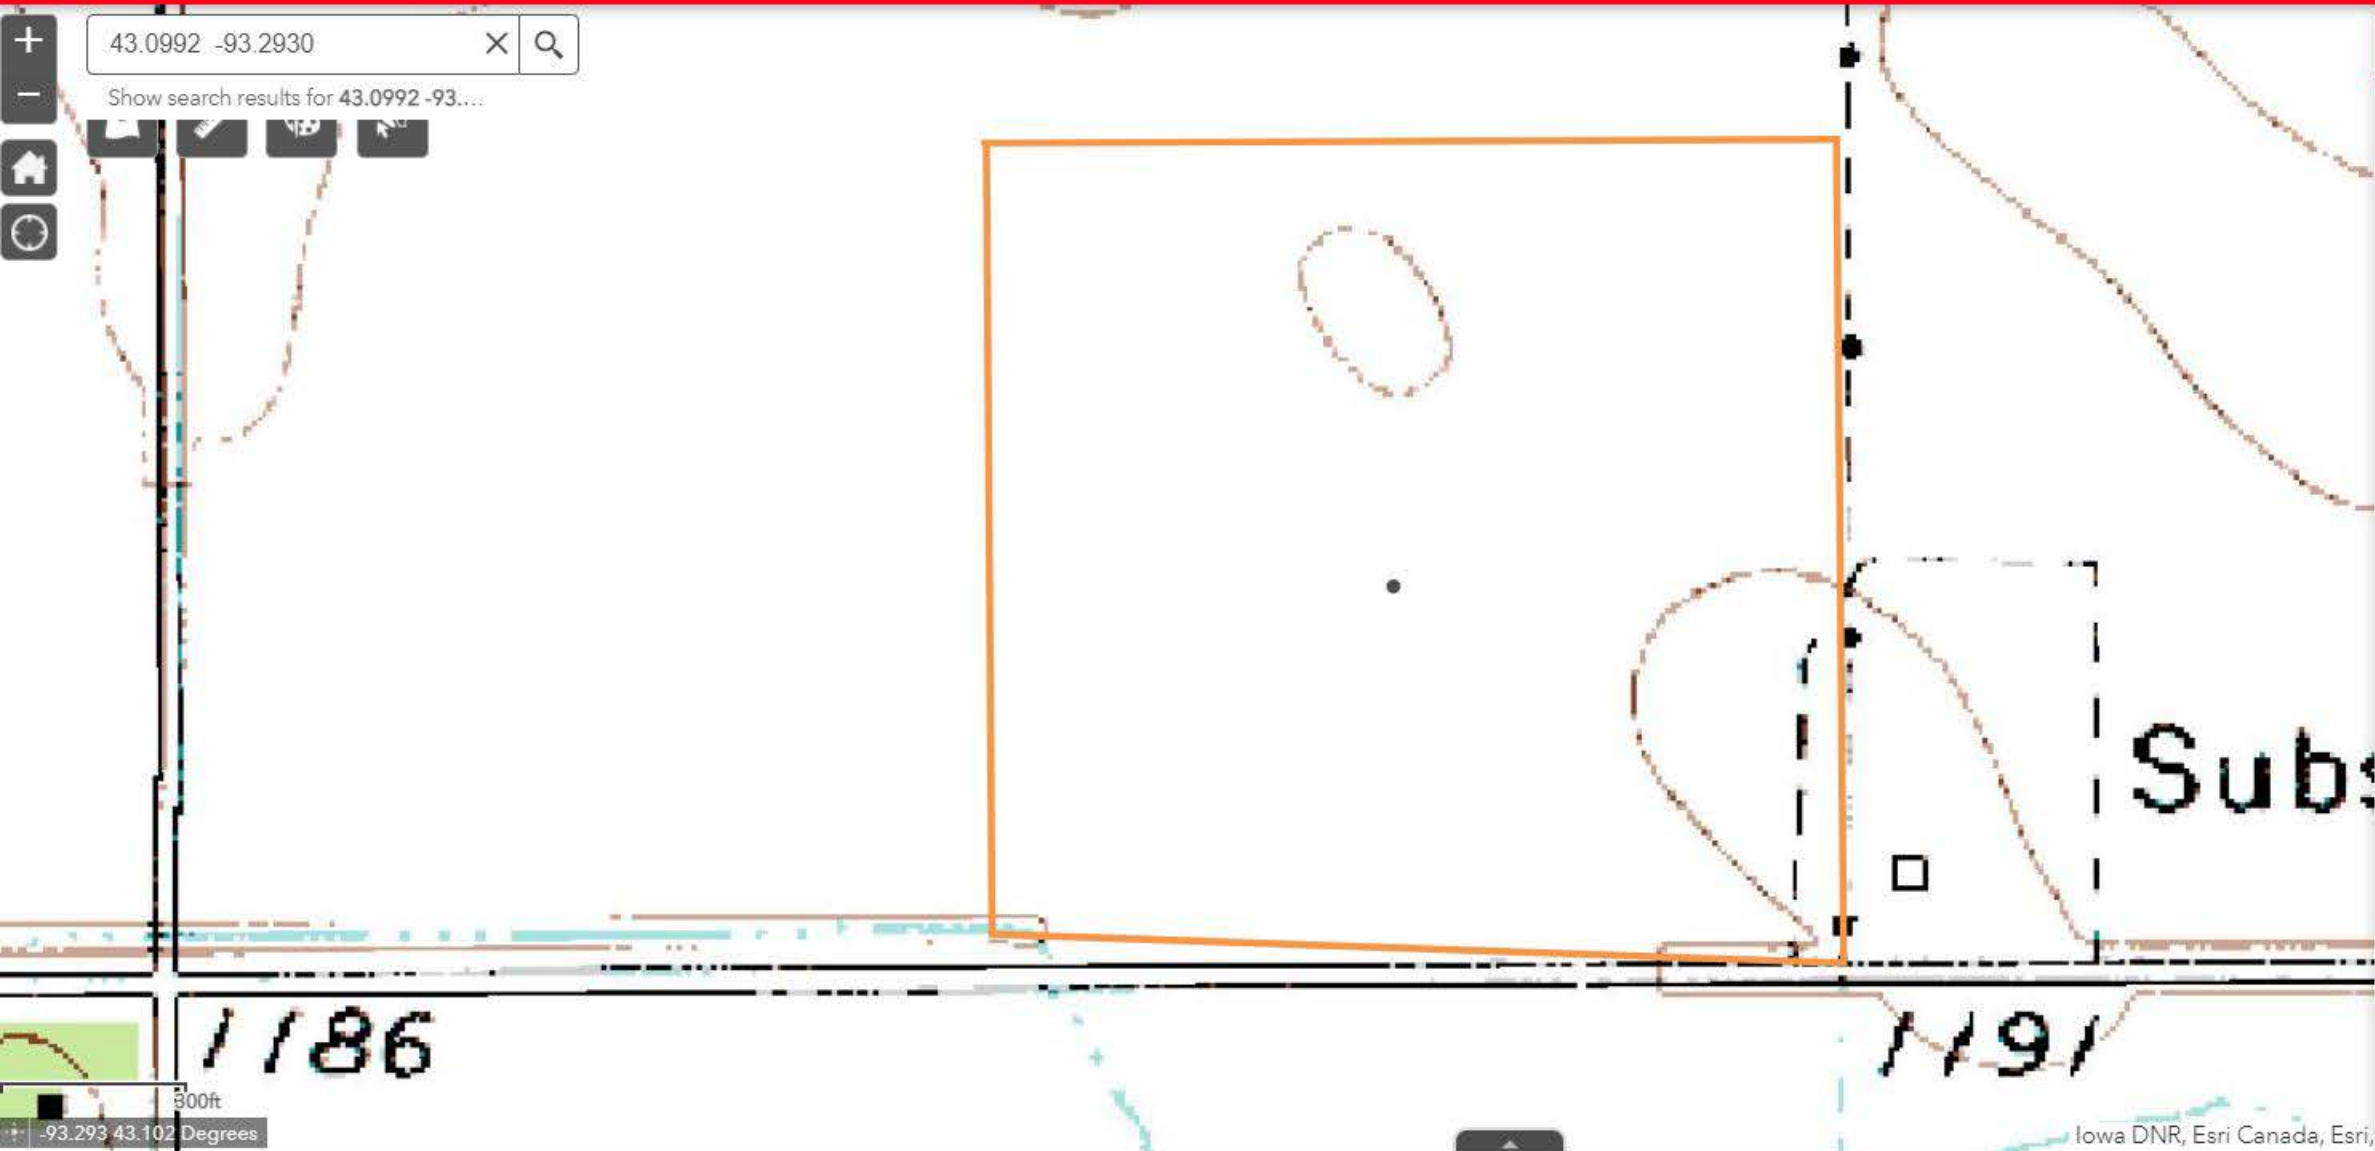 43.0992 -93.2930
Show search results for 43.0992 -93....
Subs
1186
1191
300ft
-93.293 43.102 Degrees
Iowa DNR, Esri Canada, Esri,